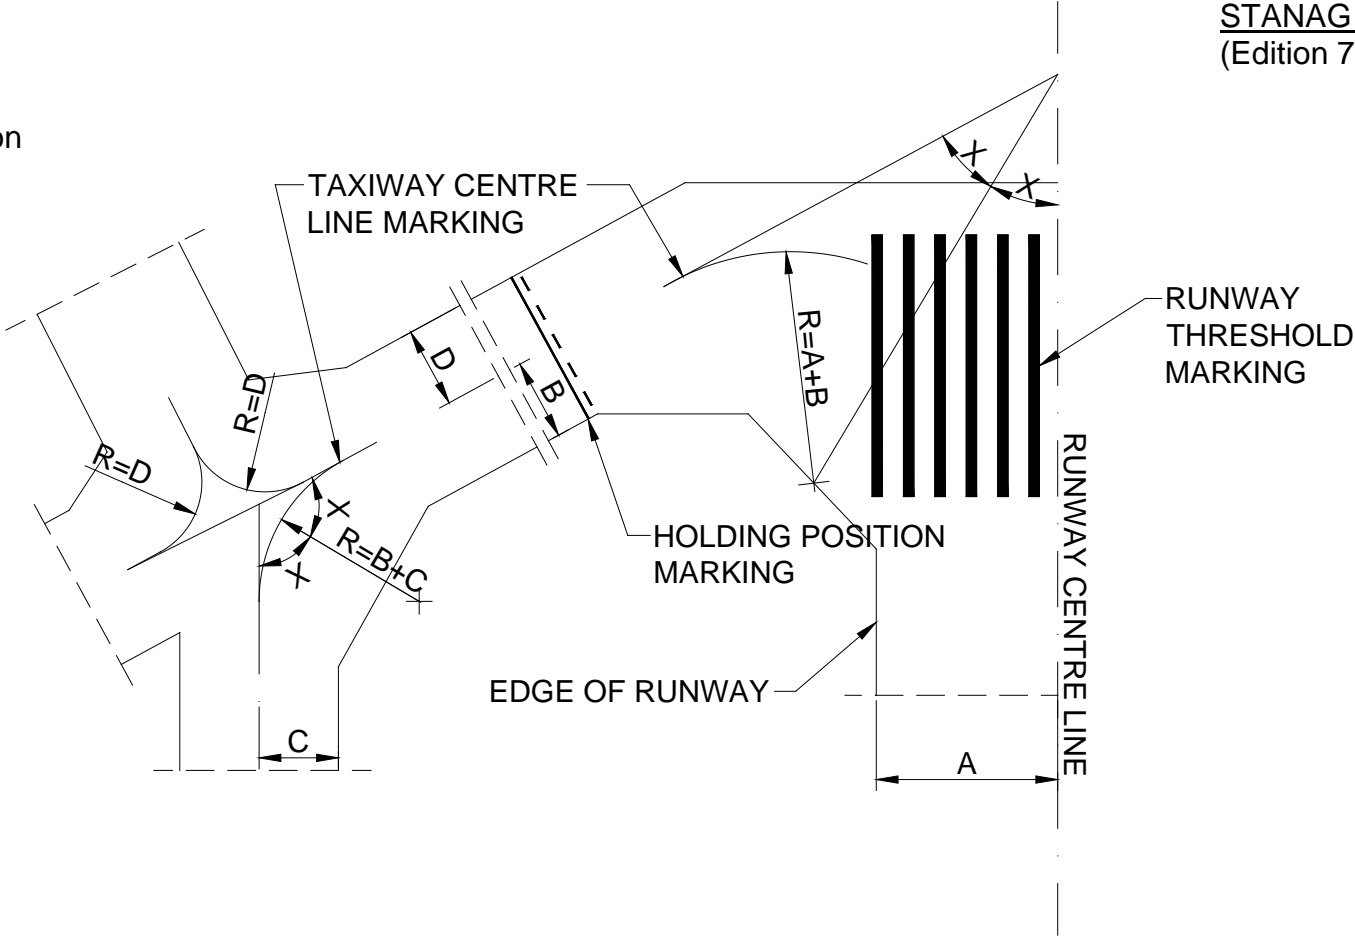 STANAG
(Edition 7
on
TAXIWAY CENTRE
LINE MARKING
X
X
RUNWAY
THRESHOLD
MARKING
R=A+B
D
B
R=D
R=D
X
X
R=B+C
HOLDING POSITION
MARKING
RUNWAY CENTRE LINE
EDGE OF RUNWAY
C
A